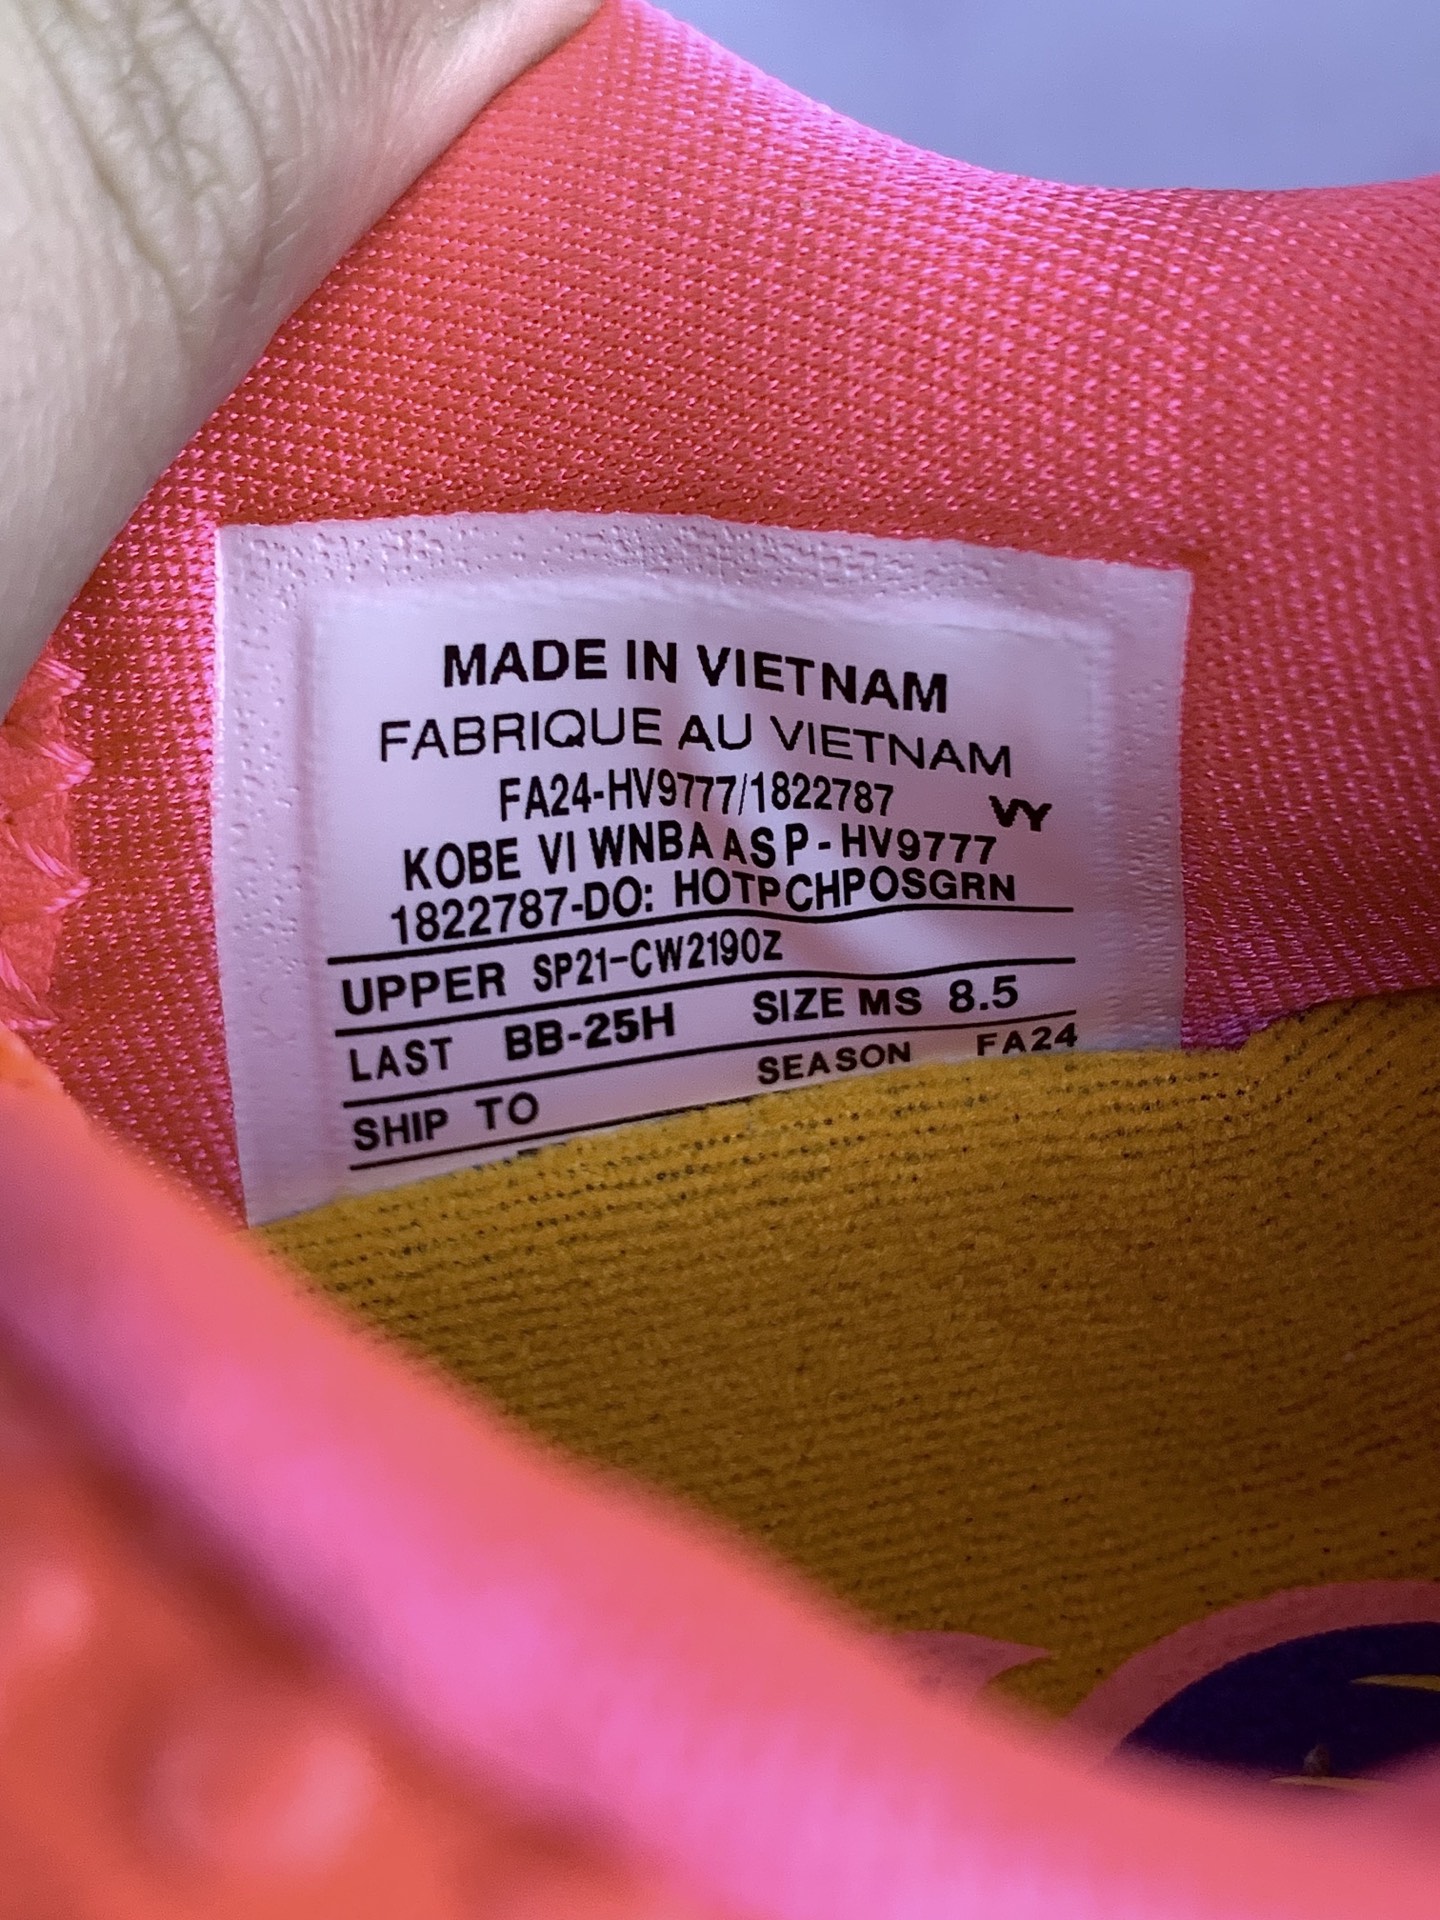 MADE IN VIETNAM
FABRIQUE AU VIETNAM
FA24-HV9777/1822787 VY
KOBE VI WNBA AS P - HV9777
1822787-DO: HOTPCHPOSGRN
UPPER SP21-CW2190Z
LAST BB-25H SIZE MS 8.5
SHIP TO SEASON FA24